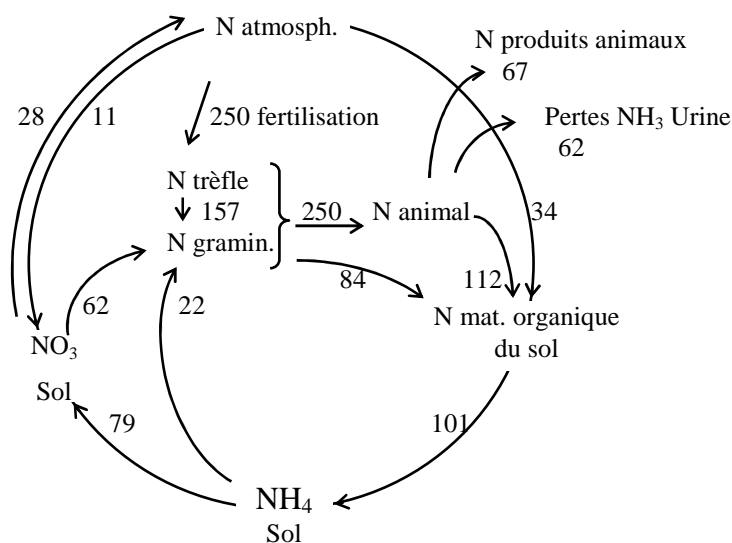 N atmosph.
N produits animaux
67
28
11
250 fertilisation
Pertes NH₃ Urine
62
N trèfle
157
250
N animal
34
N gramin.
84
112
62
22
N mat. organique
du sol
NO₃
Sol
79
101
NH₄
Sol